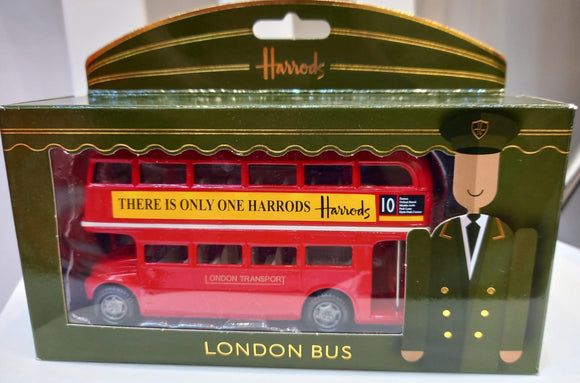 Harrods
THERE IS ONLY ONE HARRODS Harrods
10
LONDON TRANSPORT
LONDON BUS